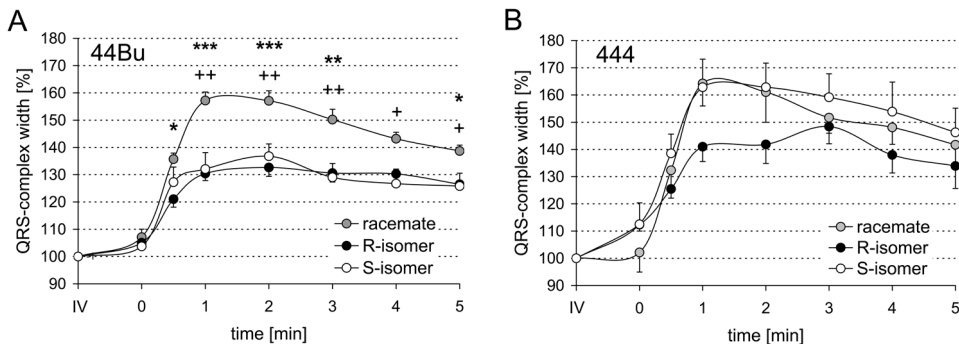 A
44Bu
QRS-complex width [%]
180
170
160
150
140
130
120
110
100
90
*
***
++
***
++
**
++
+
*
+
racemate
R-isomer
S-isomer
IV 0 1 2 3 4 5
time [min]
B
444
QRS-complex width [%]
180
170
160
150
140
130
120
110
100
90
racemate
R-isomer
S-isomer
IV 0 1 2 3 4 5
time [min]